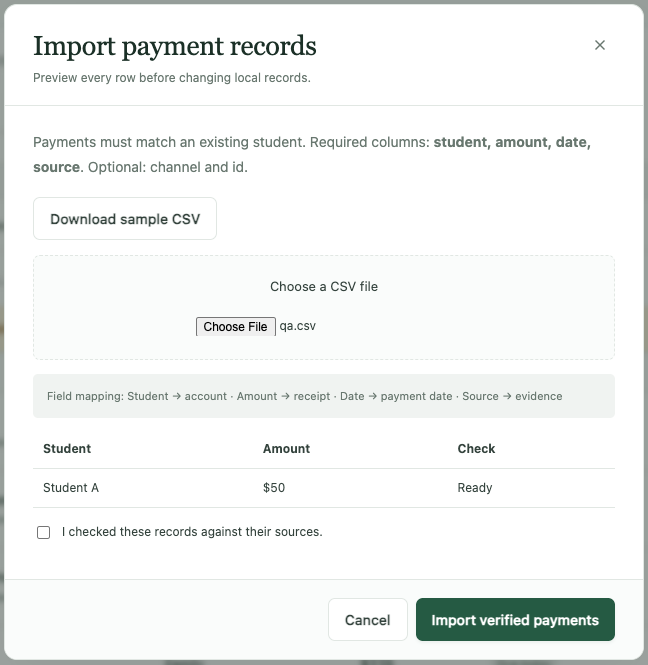 Import payment records
×
Preview every row before changing local records.
Payments must match an existing student. Required columns: student, amount, date,
source. Optional: channel and id.
Download sample CSV
Choose a CSV file
Choose File qa.csv
Field mapping: Student → account · Amount → receipt · Date → payment date · Source → evidence
Student Amount Check
Student A $50 Ready
I checked these records against their sources.
Cancel Import verified payments